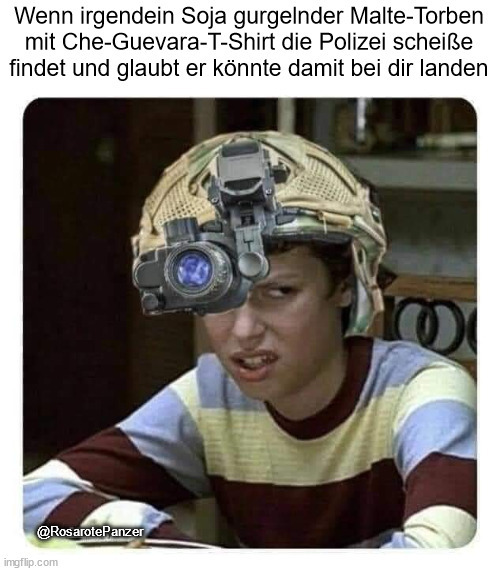 Wenn irgendein Soja gurgelnder Malte-Torben
mit Che-Guevara-T-Shirt die Polizei scheiße
findet und glaubt er könnte damit bei dir landen
@RosarotePanzer
imgflip.com